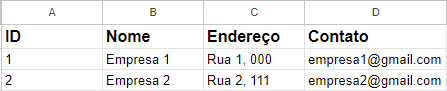 A B C D
ID Nome Endereço Contato
1 Empresa 1 Rua 1, 000 empresa1@gmail.com
2 Empresa 2 Rua 2, 111 empresa2@gmail.com